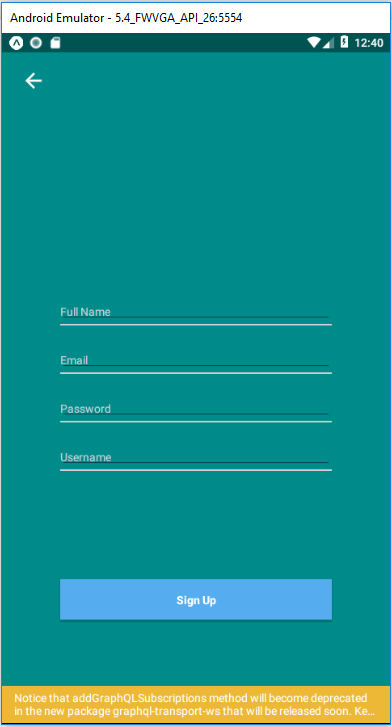 Android Emulator - 5.4_FWVGA_API_26:5554
12:40
Full Name
Email
Password
Username
Sign Up
Notice that addGraphQLSubscriptions method will become deprecated
in the new package graphql-transport-ws that will be released soon. Ke...